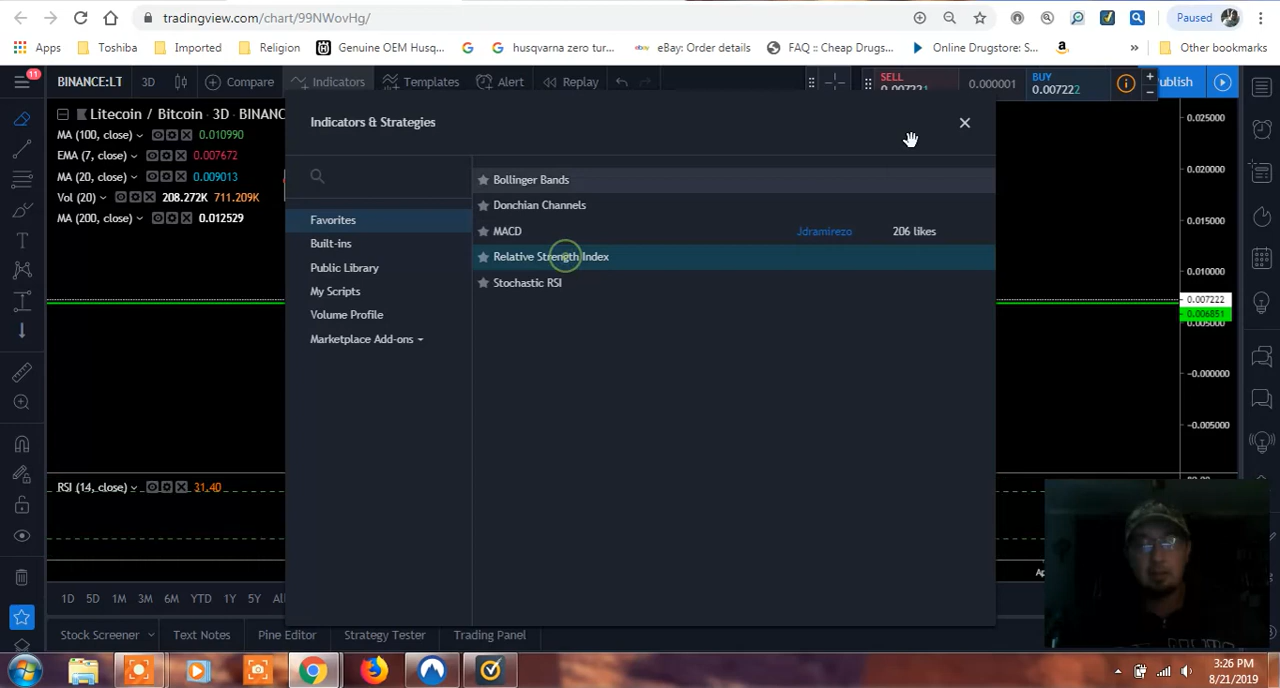 tradingview.com/chart/99NWovHg/
Paused
Apps Toshiba Imported Religion Genuine OEM Husq... husqvarna zero tur... eBay: Order details FAQ :: Cheap Drugs... Online Drugstore: S... » Other bookmarks
11 BINANCE:LT 3D Compare Indicators Templates Alert Replay SELL 0.007221 0.000001 BUY 0.007222 + − ublish
Litecoin / Bitcoin · 3D · BINANC
MA (100, close) 0.010990
EMA (7, close) 0.007672
MA (20, close) 0.009013
Vol (20) 208.272K 711.209K
MA (200, close) 0.012529
Indicators & Strategies
Favorites
Built-ins
Public Library
My Scripts
Volume Profile
Marketplace Add-ons
Bollinger Bands
Donchian Channels
MACD Jdramirezo 206 likes
Relative Strength Index
Stochastic RSI
0.025000
0.020000
0.015000
0.010000
0.007222
0.006851
0.005000
-0.000000
-0.005000
RSI (14, close) 31.40
1D 5D 1M 3M 6M YTD 1Y 5Y
Stock Screener Text Notes Pine Editor Strategy Tester Trading Panel
3:26 PM
8/21/2019